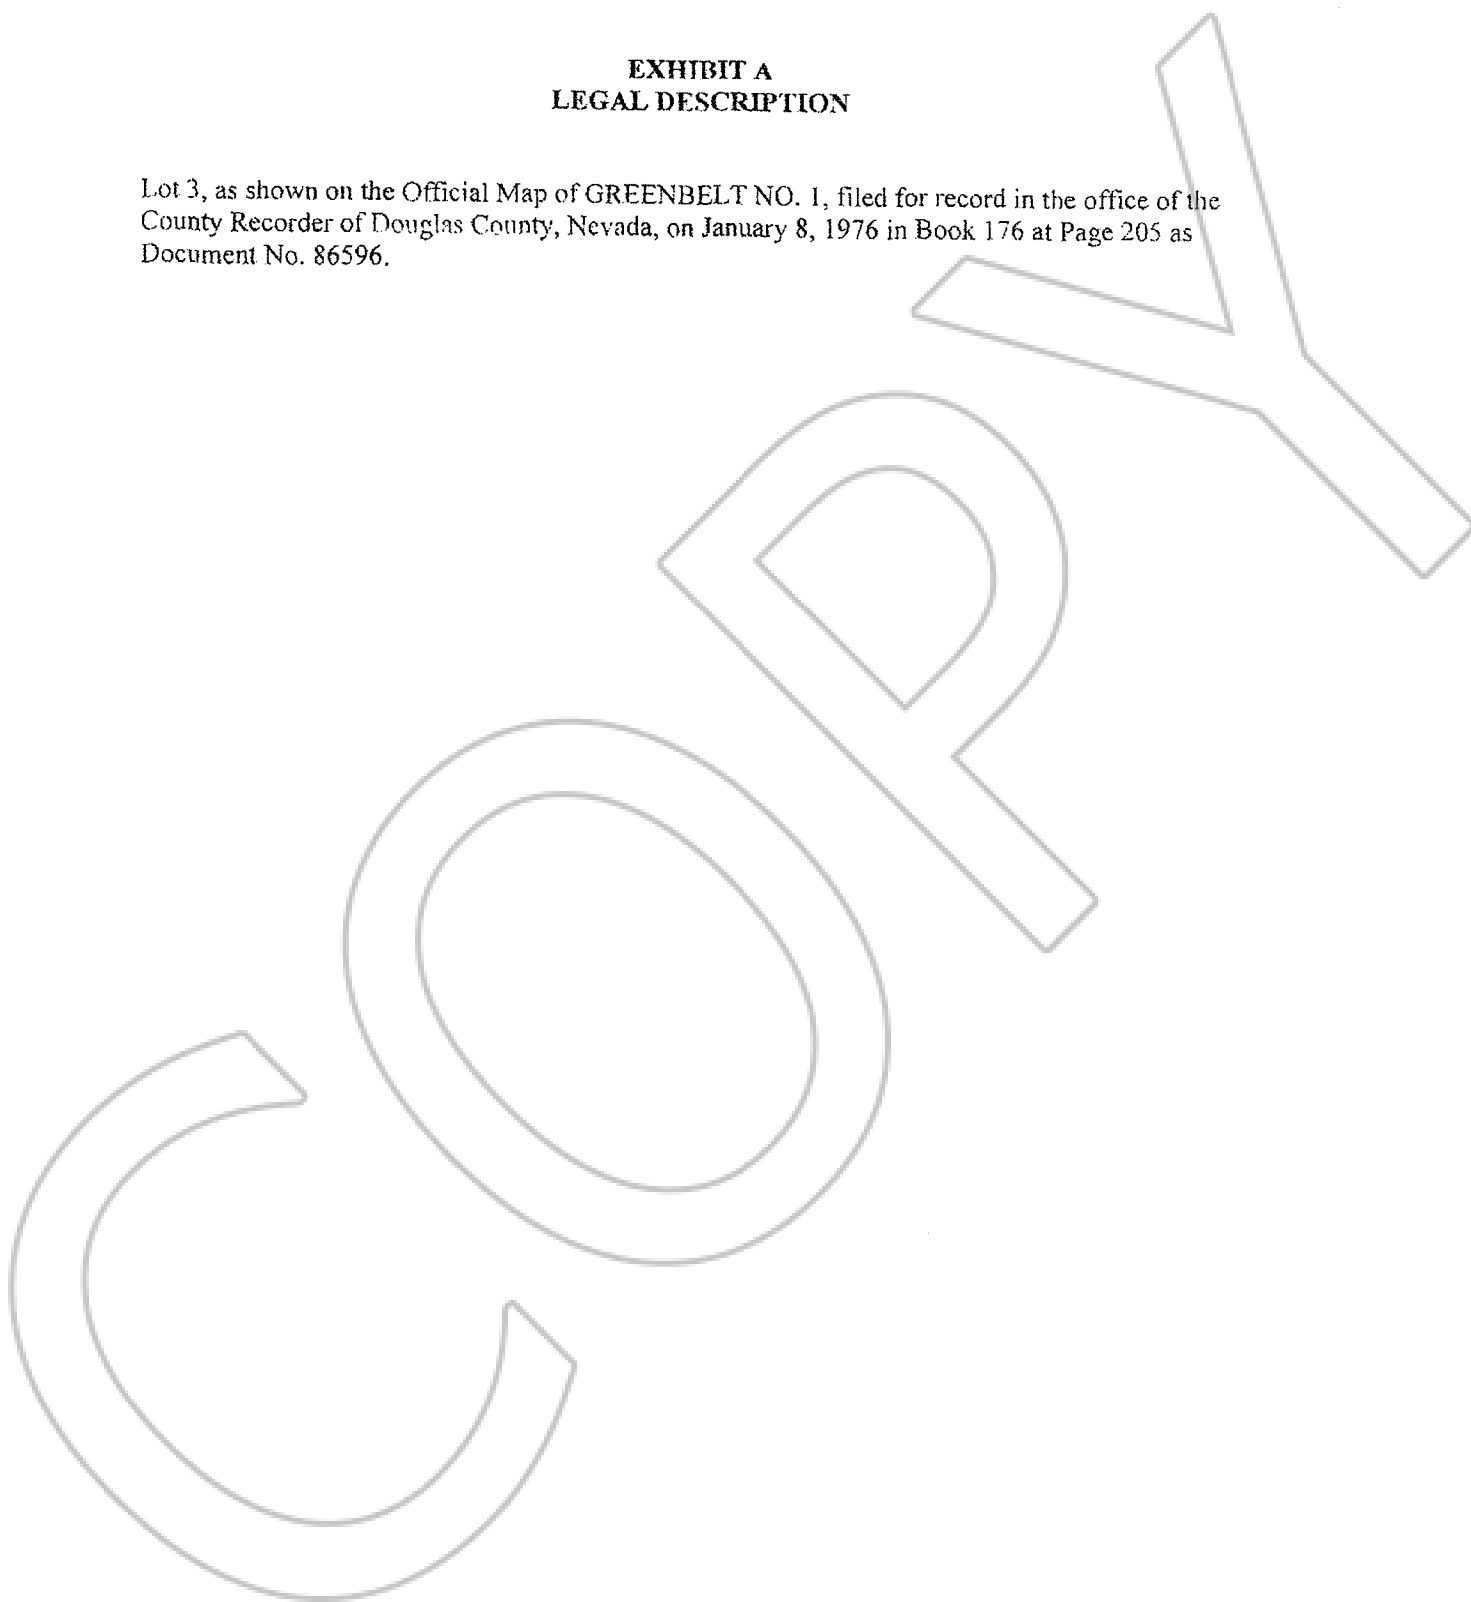 EXHIBIT A
LEGAL DESCRIPTION
Lot 3, as shown on the Official Map of GREENBELT NO. 1, filed for record in the office of the
County Recorder of Douglas County, Nevada, on January 8, 1976 in Book 176 at Page 205 as
Document No. 86596.
COPY